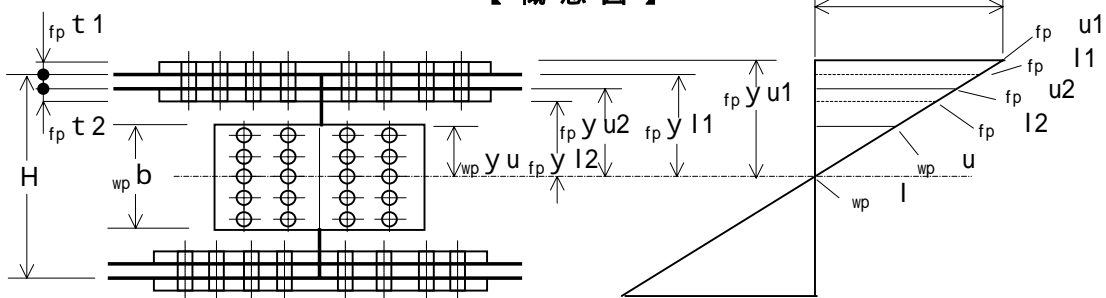 【 概 念 図 】
fp t 1
fp t 2
H
wp b
wp y u
fp y l2
fp y u2
fp y l1
fp y u1
fp u1
fp l1
fp u2
fp l2
wp u
wp l